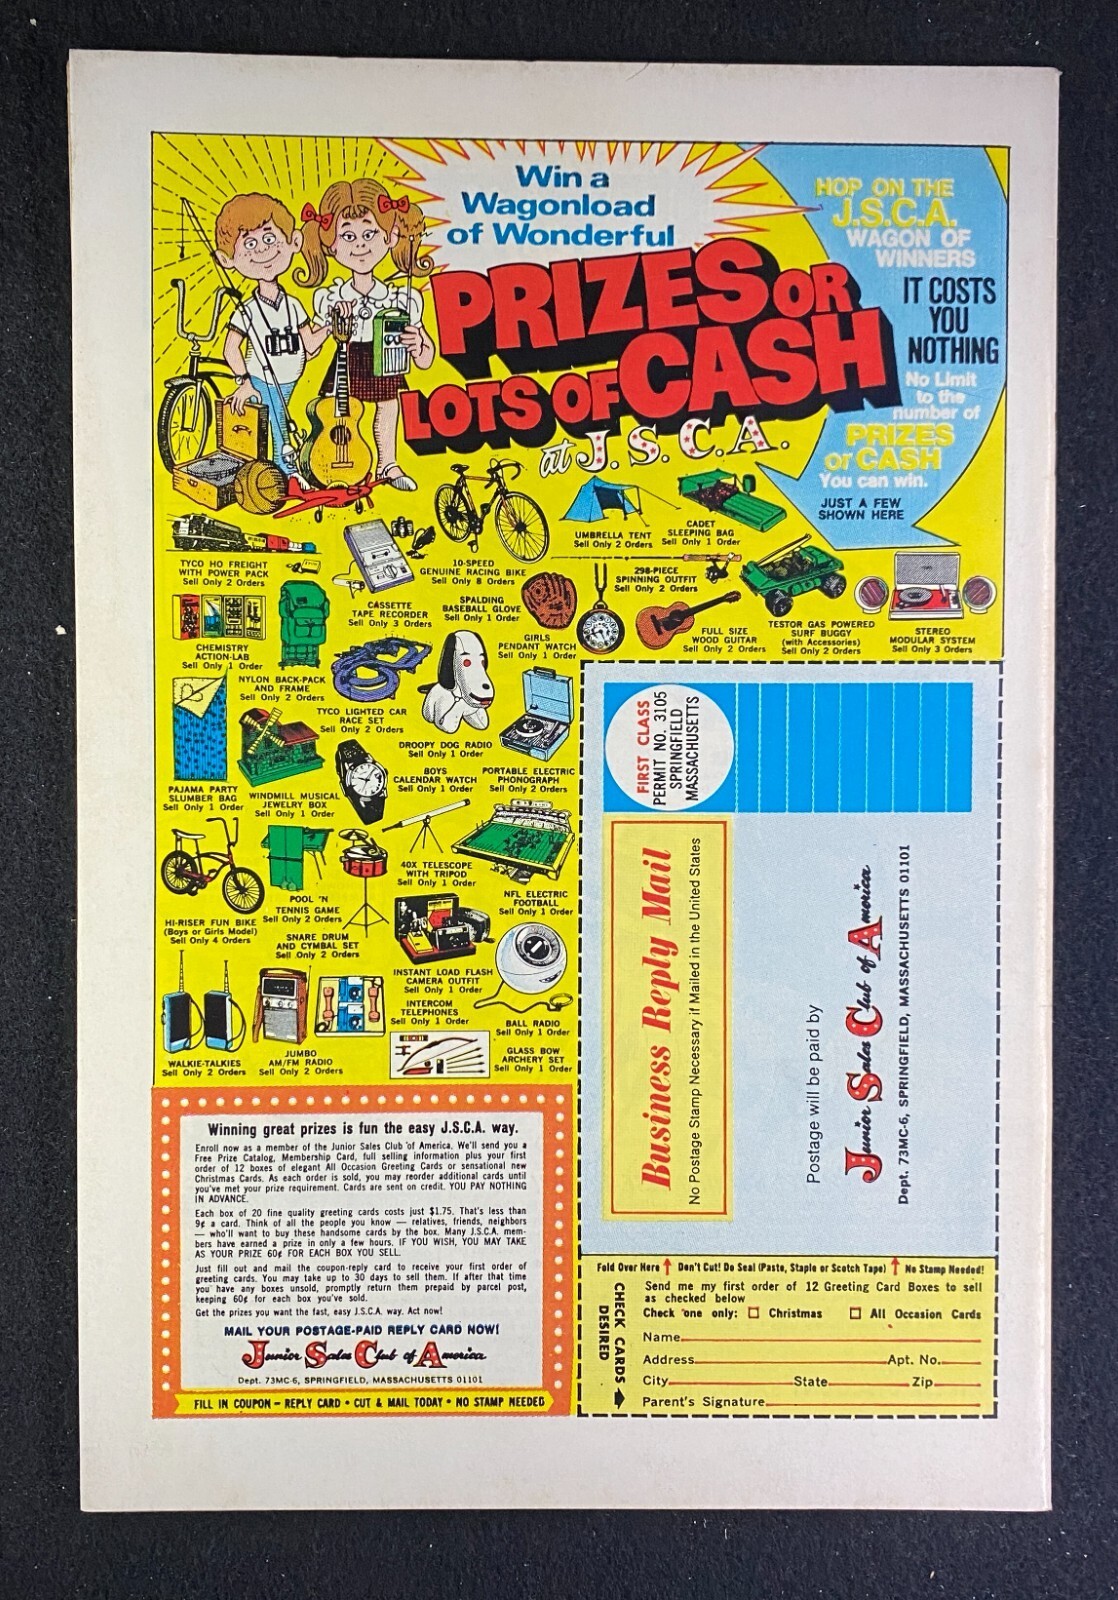 Win a
Wagonload
of Wonderful
PRIZES OR
LOTS OF CASH
at J.S.C.A.
HOP ON THE
J.S.C.A.
WAGON OF
WINNERS
IT COSTS
YOU
NOTHING
No Limit
to the
number of
PRIZES
or CASH
You can win.
JUST A FEW
SHOWN HERE
TYCO HO FREIGHT
WITH POWER PACK
Sell Only 2 Orders
CASSETTE
TAPE RECORDER
Sell Only 3 Orders
10-SPEED
GENUINE RACING BIKE
Sell Only 8 Orders
UMBRELLA TENT
Sell Only 2 Orders
CADET
SLEEPING BAG
Sell Only 1 Order
298-PIECE
SPINNING OUTFIT
Sell Only 2 Orders
CHEMISTRY
ACTION-LAB
Sell Only 1 Order
SPALDING
BASEBALL GLOVE
Sell Only 1 Order
GIRLS
PENDANT WATCH
Sell Only 1 Order
FULL SIZE
WOOD GUITAR
Sell Only 2 Orders
TESTOR GAS POWERED
SURF BUGGY
(with Accessories)
Sell Only 2 Orders
STEREO
MODULAR SYSTEM
Sell Only 3 Orders
NYLON BACK-PACK
AND FRAME
Sell Only 2 Orders
TYCO LIGHTED CAR
RACE SET
Sell Only 2 Orders
DROOPY DOG RADIO
Sell Only 1 Order
PAJAMA PARTY
SLUMBER BAG
Sell Only 1 Order
WINDMILL MUSICAL
JEWELRY BOX
Sell Only 1 Order
BOYS
CALENDAR WATCH
Sell Only 1 Order
PORTABLE ELECTRIC
PHONOGRAPH
Sell Only 2 Orders
HI-RISER FUN BIKE
(Boys or Girls Model)
Sell Only 4 Orders
POOL 'N
TENNIS GAME
Sell Only 2 Orders
SNARE DRUM
AND CYMBAL SET
Sell Only 2 Orders
40X TELESCOPE
WITH TRIPOD
Sell Only 1 Order
NFL ELECTRIC
FOOTBALL
Sell Only 1 Order
INSTANT LOAD FLASH
CAMERA OUTFIT
Sell Only 1 Order
INTERCOM
TELEPHONES
Sell Only 1 Order
BALL RADIO
Sell Only 1 Order
WALKIE-TALKIES
Sell Only 2 Orders
JUMBO
AM/FM RADIO
Sell Only 2 Orders
GLASS BOW
ARCHERY SET
Sell Only 1 Order
Winning great prizes is fun the easy J.S.C.A. way.
Enroll now as a member of the Junior Sales Club of America. We'll send you a
Free Prize Catalog, Membership Card, full selling information plus your first
order of 12 boxes of elegant All Occasion Greeting Cards or sensational new
Christmas Cards. As each order is sold, you may reorder additional cards until
you've met your prize requirement. Cards are sent on credit. YOU PAY NOTHING
IN ADVANCE.
Each box of 20 fine quality greeting cards costs just $1.75. That's less than
9¢ a card. Think of all the people you know — relatives, friends, neighbors
— who'll want to buy these handsome cards by the box. Many J.S.C.A. mem-
bers have earned a prize in only a few hours. IF YOU WISH, YOU MAY TAKE
AS YOUR PRIZE 60¢ FOR EACH BOX YOU SELL.
Just fill out and mail the coupon-reply card to receive your first order of
greeting cards. You may take up to 30 days to sell them. If after that time
you have any boxes unsold, promptly return them prepaid by parcel post,
keeping 60¢ for each box you've sold.
Get the prizes you want the fast, easy J.S.C.A. way. Act now!
MAIL YOUR POSTAGE-PAID REPLY CARD NOW!
Junior Sales Club of America
Dept. 73MC-6, SPRINGFIELD, MASSACHUSETTS 01101
FILL IN COUPON - REPLY CARD • CUT & MAIL TODAY • NO STAMP NEEDED
FIRST CLASS
PERMIT NO. 3105
SPRINGFIELD
MASSACHUSETTS
Business Reply Mail
No Postage Stamp Necessary if Mailed in the United States
Postage will be paid by
Junior Sales Club of America
Dept. 73MC-6, SPRINGFIELD, MASSACHUSETTS 01101
Fold Over Here ↑ Don't Cut! Do Seal (Paste, Staple or Scotch Tape) ↑ No Stamp Needed!
CHECK CARDS
DESIRED
Send me my first order of 12 Greeting Card Boxes to sell
as checked below
Check one only: ☐ Christmas ☐ All Occasion Cards
Name
Address Apt. No.
City State Zip
Parent's Signature